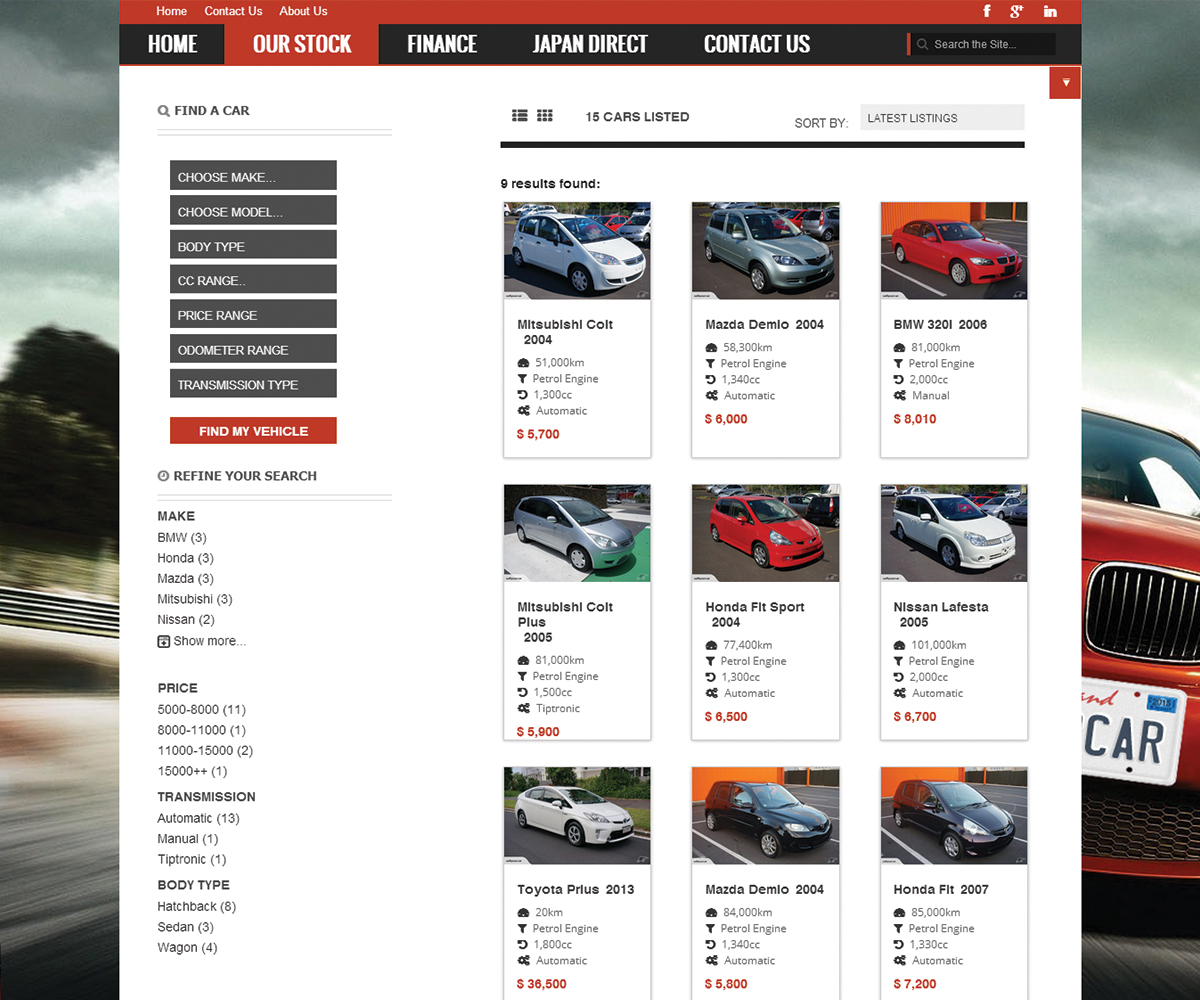 Home Contact Us About Us
HOME OUR STOCK FINANCE JAPAN DIRECT CONTACT US Search the Site...
FIND A CAR
CHOOSE MAKE...
CHOOSE MODEL...
BODY TYPE
CC RANGE..
PRICE RANGE
ODOMETER RANGE
TRANSMISSION TYPE
FIND MY VEHICLE
REFINE YOUR SEARCH
MAKE
BMW (3)
Honda (3)
Mazda (3)
Mitsubishi (3)
Nissan (2)
Show more...
PRICE
5000-8000 (11)
8000-11000 (1)
11000-15000 (2)
15000++ (1)
TRANSMISSION
Automatic (13)
Manual (1)
Tiptronic (1)
BODY TYPE
Hatchback (8)
Sedan (3)
Wagon (4)
15 CARS LISTED SORT BY: LATEST LISTINGS
9 results found:
Mitsubishi Colt
2004
51,000km
Petrol Engine
1,300cc
Automatic
$ 5,700
Mazda Demio 2004
58,300km
Petrol Engine
1,340cc
Automatic
$ 6,000
BMW 320I 2006
81,000km
Petrol Engine
2,000cc
Manual
$ 8,010
Mitsubishi Colt
Plus
2005
81,000km
Petrol Engine
1,500cc
Tiptronic
$ 5,900
Honda Fit Sport
2004
77,400km
Petrol Engine
1,300cc
Automatic
$ 6,500
Nissan Lafesta
2005
101,000km
Petrol Engine
2,000cc
Automatic
$ 6,700
Toyota Prius 2013
20km
Petrol Engine
1,800cc
Automatic
$ 36,500
Mazda Demio 2004
84,000km
Petrol Engine
1,340cc
Automatic
$ 5,800
Honda Fit 2007
85,000km
Petrol Engine
1,330cc
Automatic
$ 7,200
2015
CAR